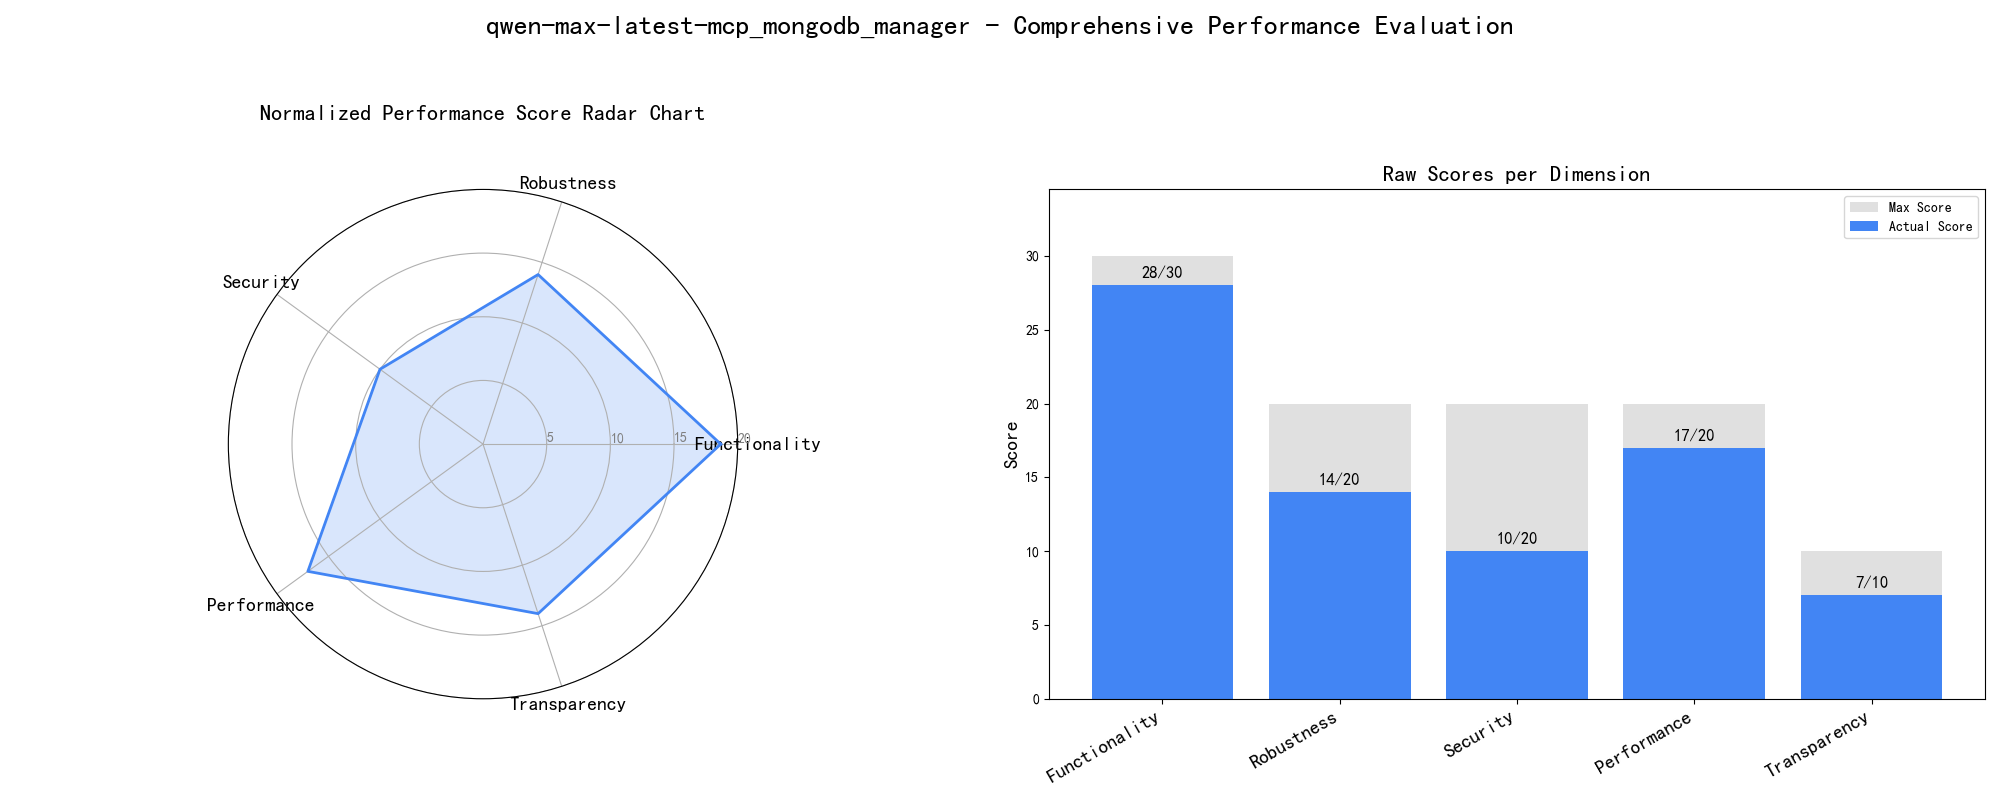 qwen-max-latest-mcp_mongodb_manager - Comprehensive Performance Evaluation
Normalized Performance Score Radar Chart
Robustness
Security
Functionality
5
10
15
20
Performance
Transparency
Raw Scores per Dimension
Max Score
Actual Score
Score
30
25
20
15
10
5
0
28/30
14/20
10/20
17/20
7/10
Functionality
Robustness
Security
Performance
Transparency